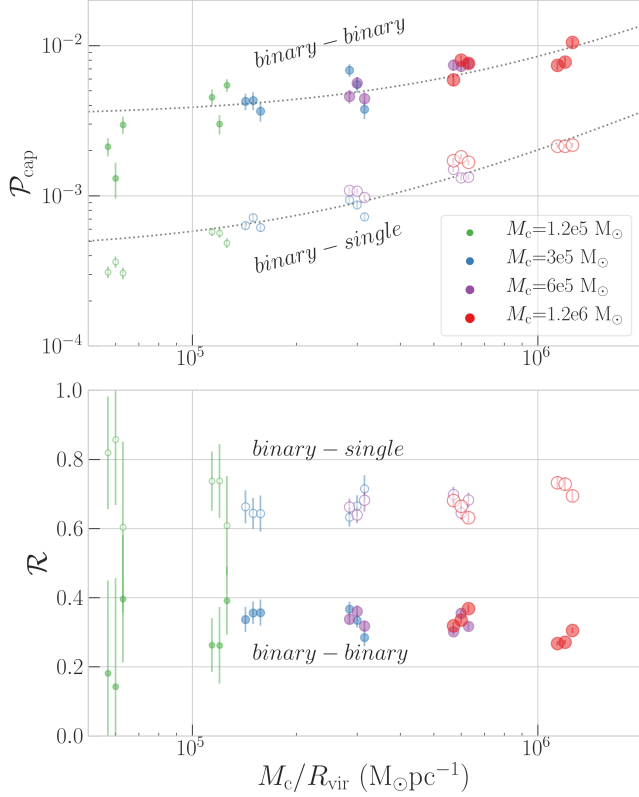 10⁻²
binary − binary
𝒫cap
10⁻³
binary − single
Mc=1.2e5 M⊙
Mc=3e5 M⊙
Mc=6e5 M⊙
Mc=1.2e6 M⊙
10⁻⁴
10⁵
10⁶
1.0
binary − single
0.8
0.6
ℛ
0.4
binary − binary
0.2
0.0
10⁵
10⁶
Mc/Rvir (M⊙pc⁻¹)